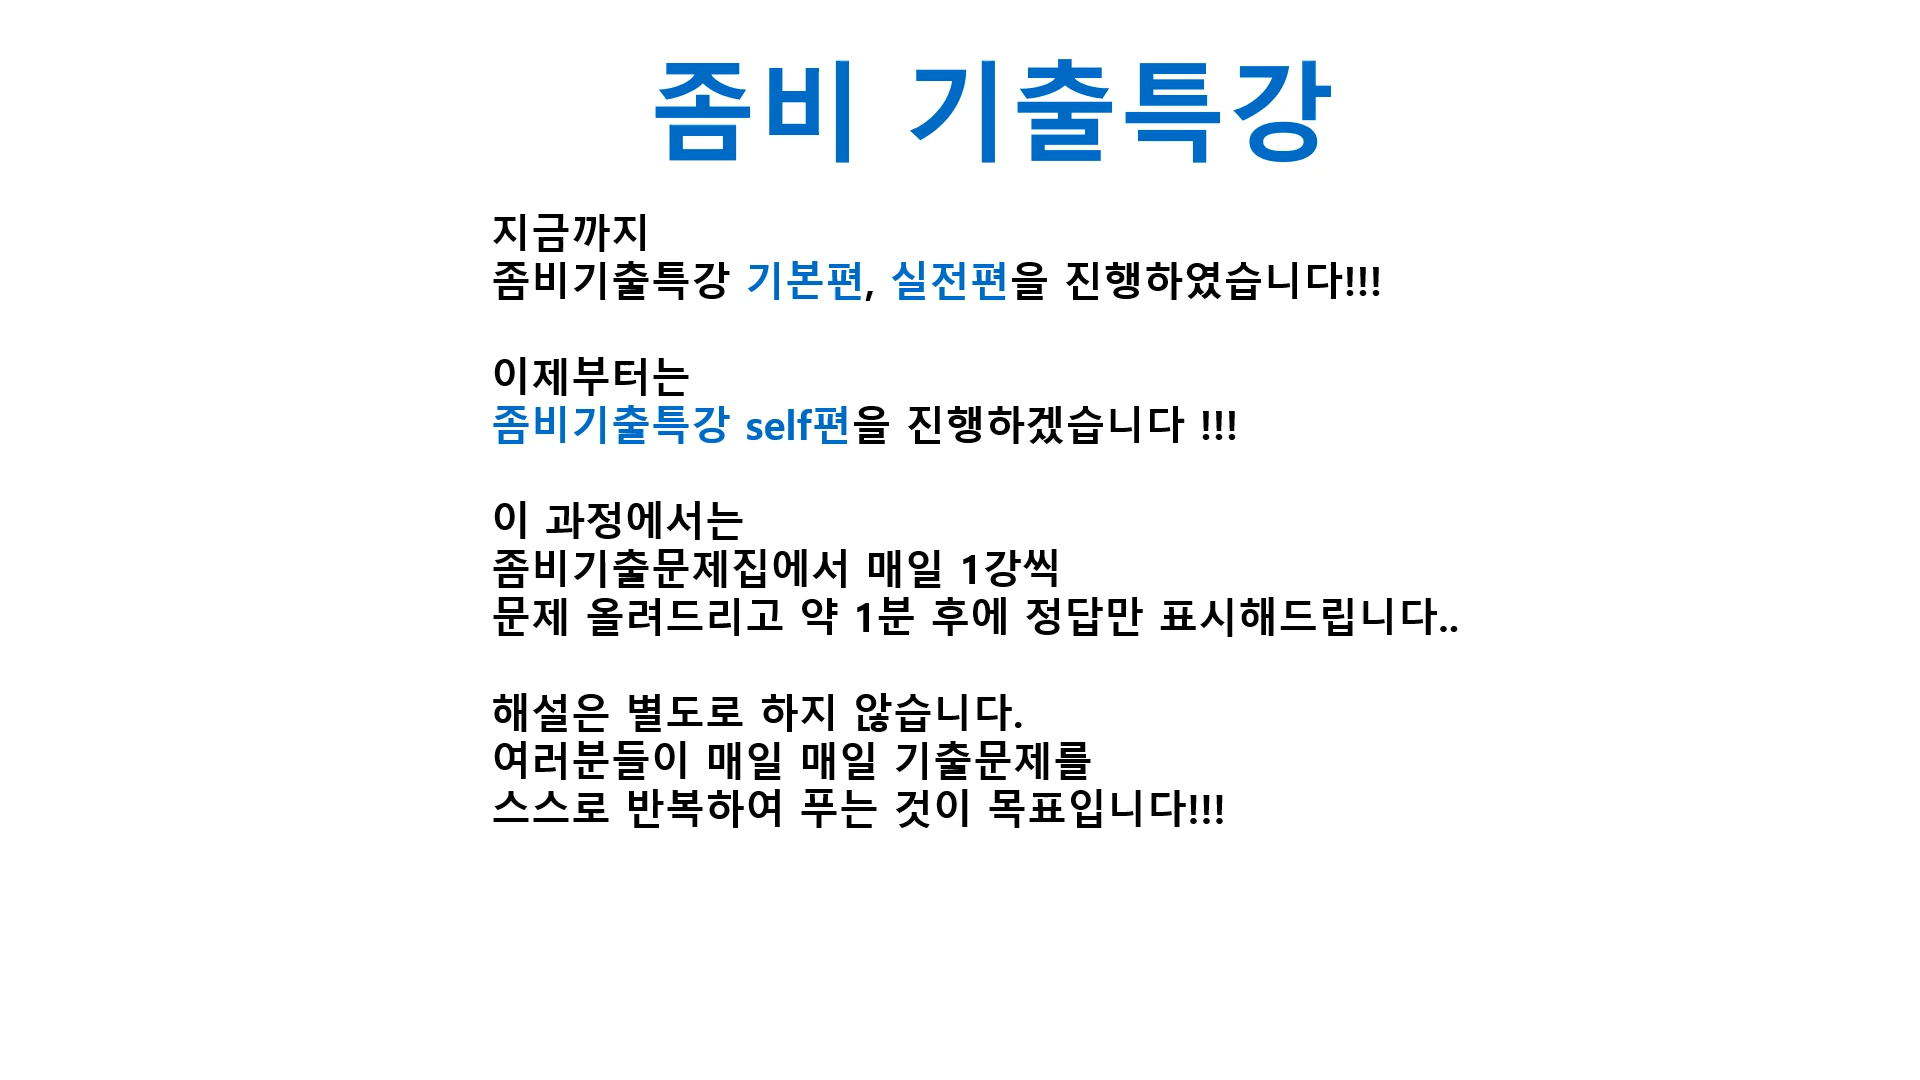 좀비 기출특강
지금까지
좀비기출특강 기본편, 실전편을 진행하였습니다!!!
이제부터는
좀비기출특강 self편을 진행하겠습니다 !!!
이 과정에서는
좀비기출문제집에서 매일 1강씩
문제 올려드리고 약 1분 후에 정답만 표시해드립니다..
해설은 별도로 하지 않습니다.
여러분들이 매일 매일 기출문제를
스스로 반복하여 푸는 것이 목표입니다!!!